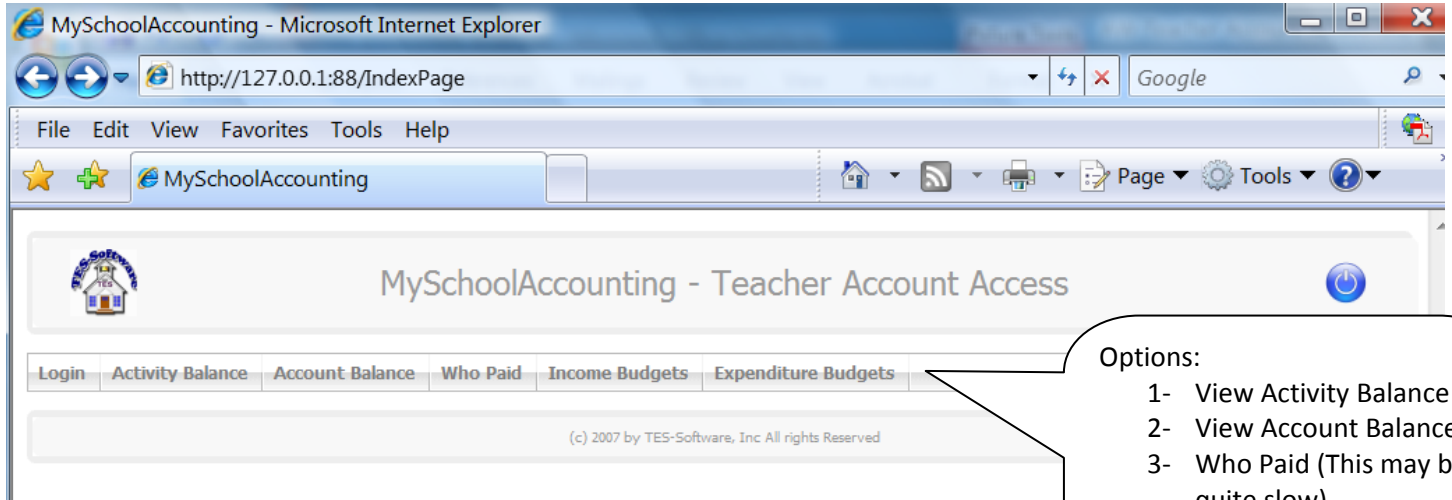 MySchoolAccounting - Microsoft Internet Explorer
http://127.0.0.1:88/IndexPage
Google
File Edit View Favorites Tools Help
MySchoolAccounting
Page Tools
TES-Software
TES
MySchoolAccounting - Teacher Account Access
Login Activity Balance Account Balance Who Paid Income Budgets Expenditure Budgets
(c) 2007 by TES-Software, Inc All rights Reserved
Options:
1- View Activity Balance
2- View Account Balance
3- Who Paid (This may b
quite slow)